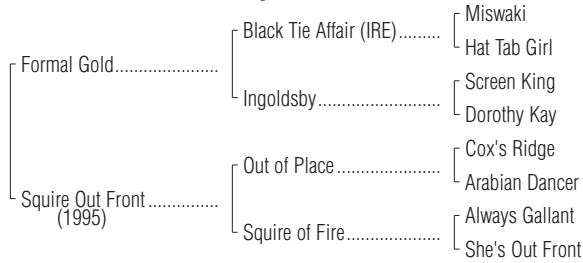 Miswaki
Black Tie Affair (IRE).........
Hat Tab Girl
Formal Gold.....................
Screen King
Ingoldsby.........................
Dorothy Kay
Cox's Ridge
Out of Place.....................
Arabian Dancer
Squire Out Front..............
(1995)
Always Gallant
Squire of Fire...................
She's Out Front